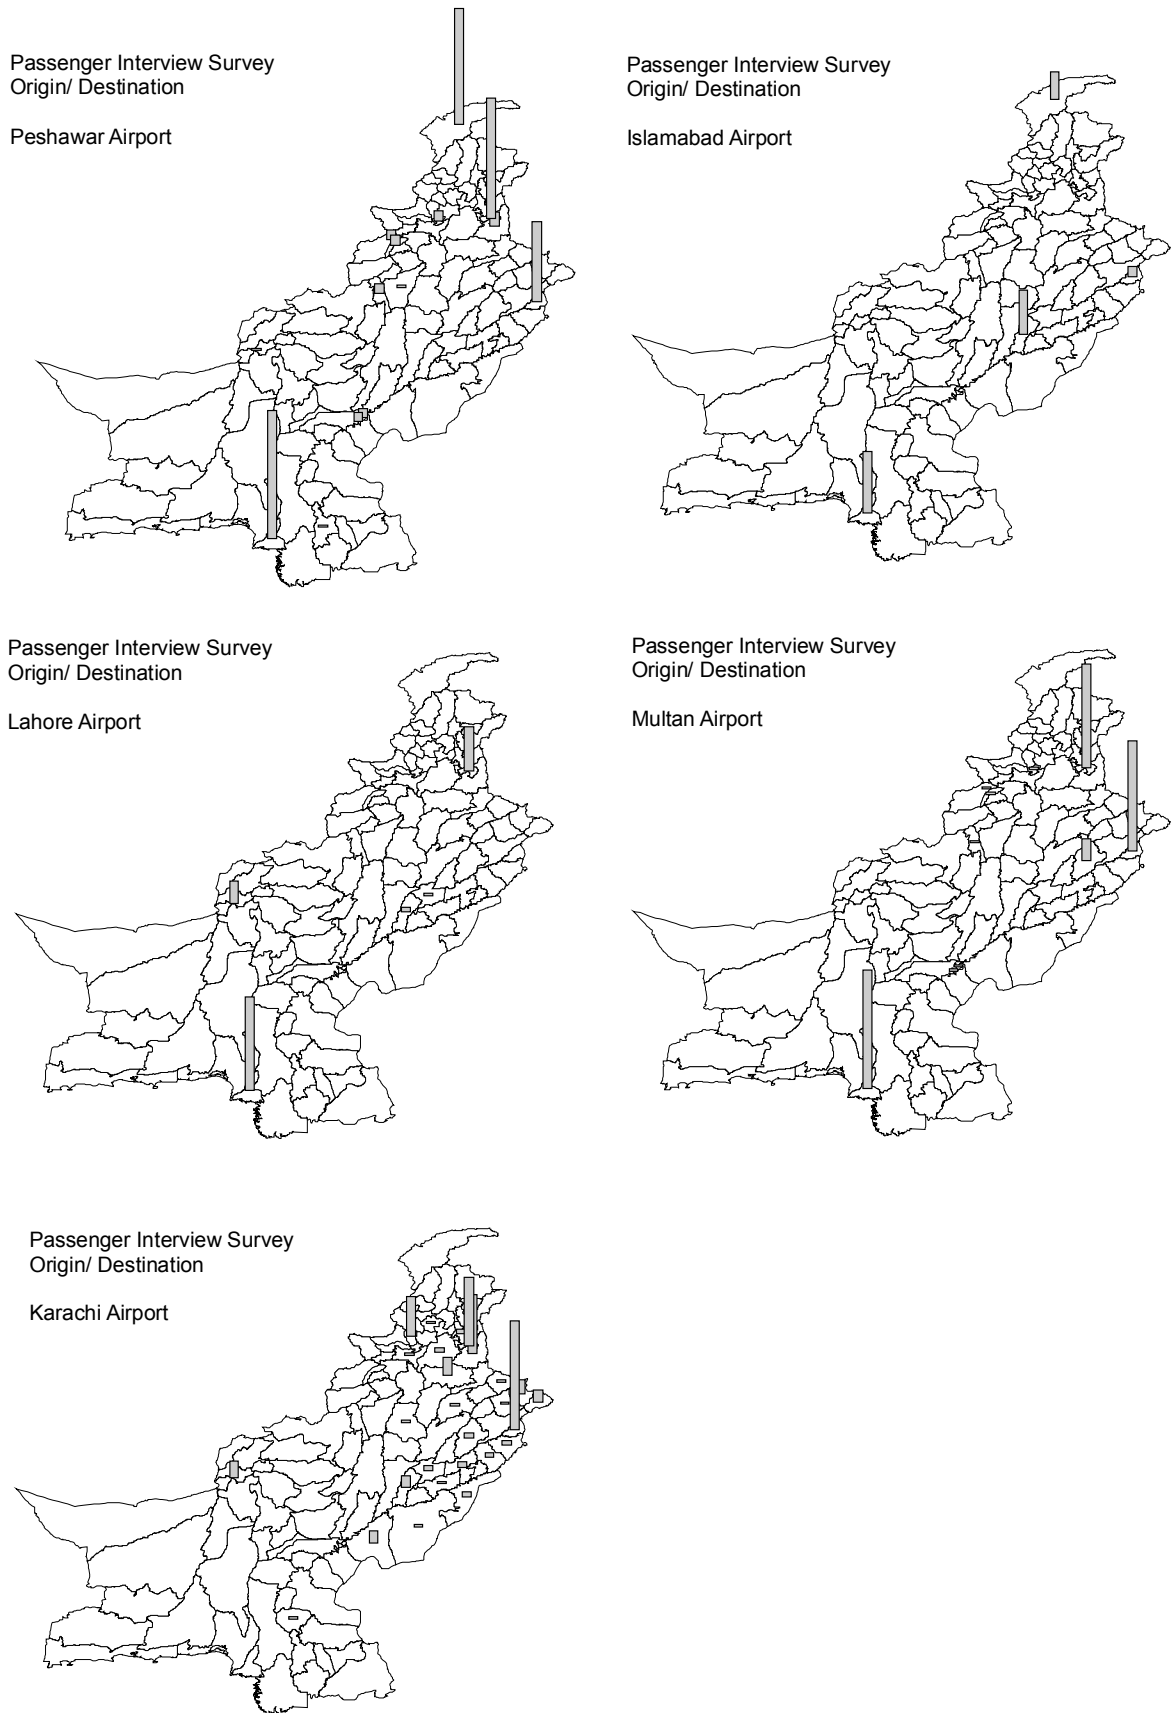 Passenger Interview Survey
Origin/ Destination
Peshawar Airport
Passenger Interview Survey
Origin/ Destination
Islamabad Airport
Passenger Interview Survey
Origin/ Destination
Lahore Airport
Passenger Interview Survey
Origin/ Destination
Multan Airport
Passenger Interview Survey
Origin/ Destination
Karachi Airport